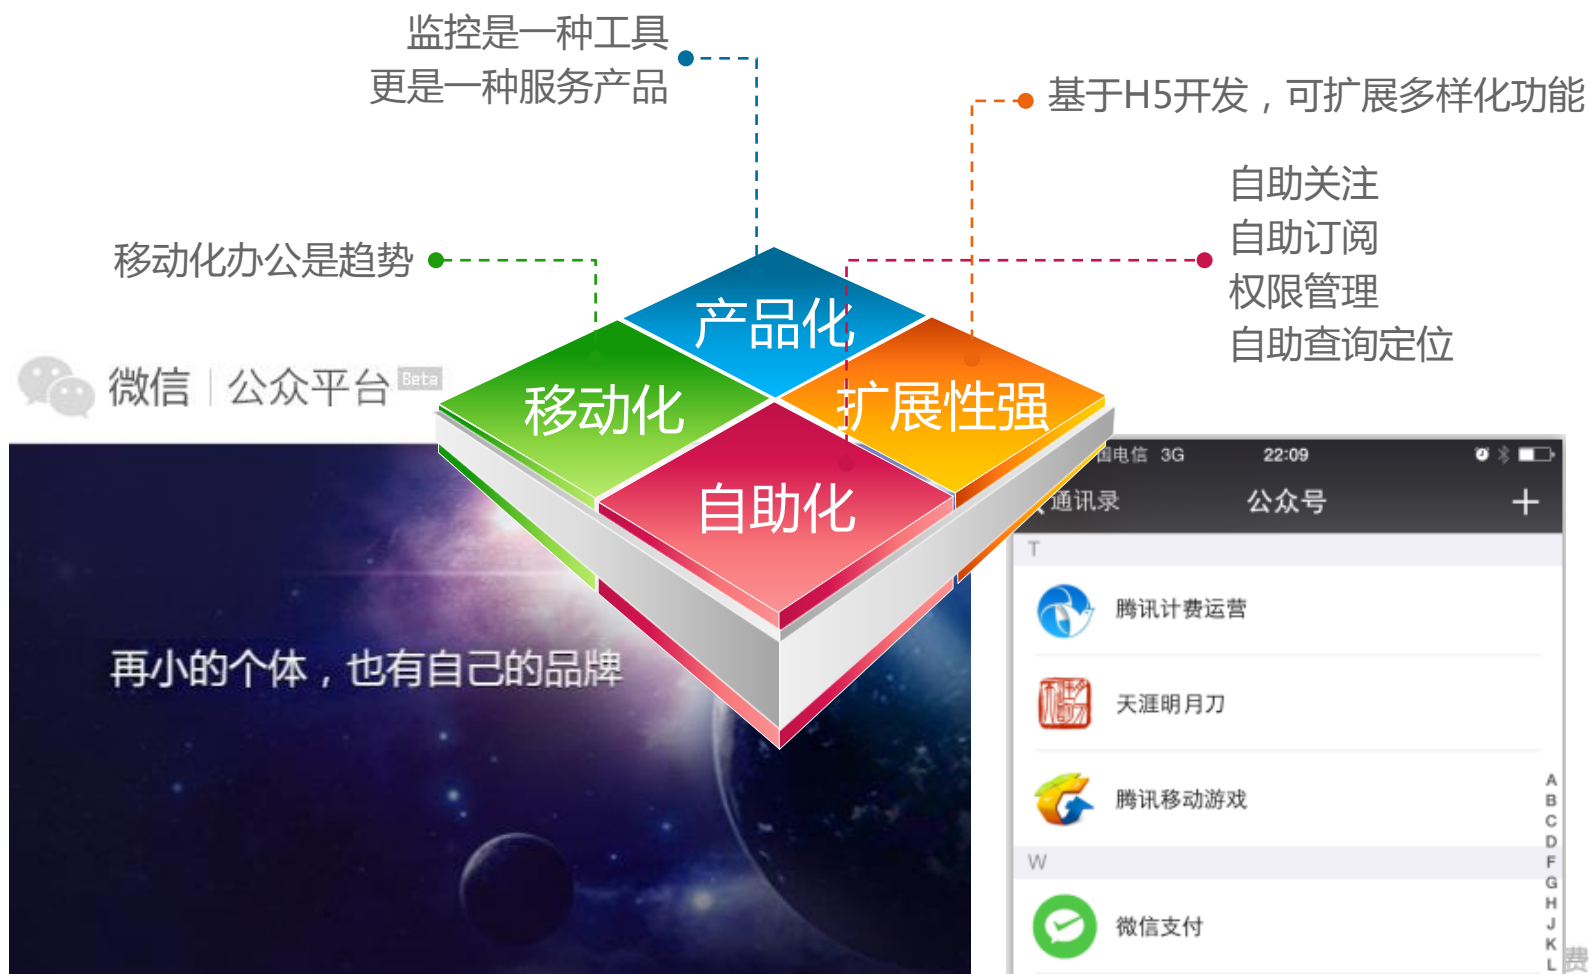 监控是一种工具
更是一种服务产品
基于H5开发，可扩展多样化功能
自助关注
自助订阅
权限管理
自助查询定位
移动化办公是趋势
产品化
移动化
扩展性强
自助化
微信 | 公众平台 Beta
再小的个体，也有自己的品牌
国电信 3G 22:09
通讯录 公众号 +
T
腾讯计费运营
天涯明月刀
腾讯移动游戏
W
微信支付
A
B
C
D
F
G
H
J
K
L
费